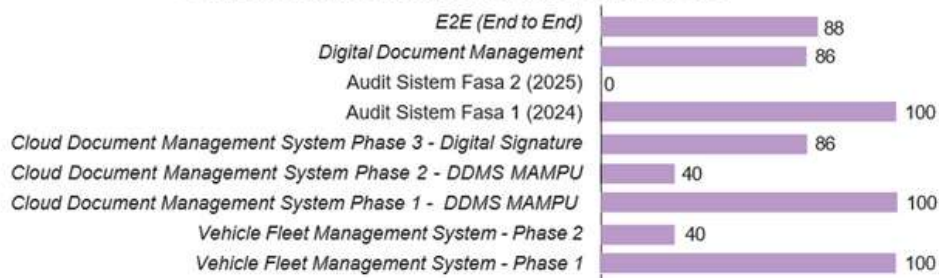 E2E (End to End) 88
Digital Document Management 86
Audit Sistem Fasa 2 (2025) 0
Audit Sistem Fasa 1 (2024) 100
Cloud Document Management System Phase 3 - Digital Signature 86
Cloud Document Management System Phase 2 - DDMS MAMPU 40
Cloud Document Management System Phase 1 - DDMS MAMPU 100
Vehicle Fleet Management System - Phase 2 40
Vehicle Fleet Management System - Phase 1 100